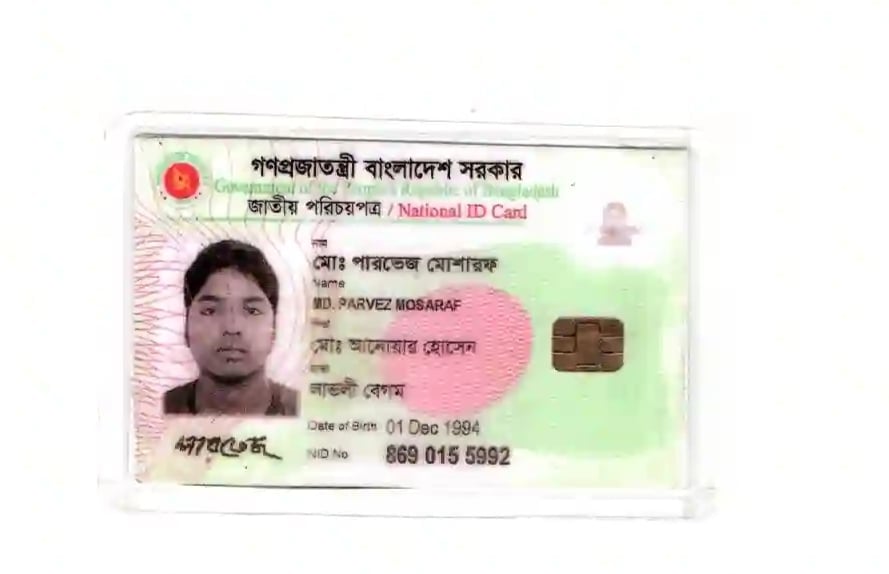 গণপ্রজাতন্ত্রী বাংলাদেশ সরকার
Government of the People's Republic of Bangladesh
জাতীয় পরিচয়পত্র / National ID Card
নাম
মোঃ পারভেজ মোশারফ
Name
MD. PARVEZ MOSARAF
পিতা
মোঃ আনোয়ার হোসেন
মাতা
লাভলী বেগম
Date of Birth 01 Dec 1994
পারভেজ
NID No 869 015 5992